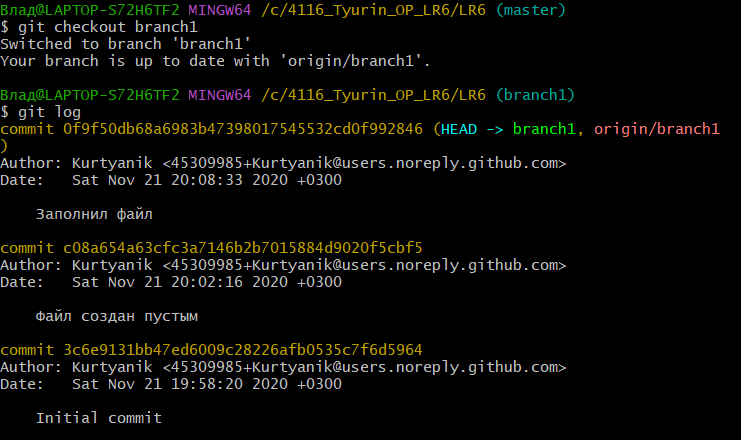 Влад@LAPTOP-S72H6TF2 MINGW64 /c/4116_Tyurin_OP_LR6/LR6 (master)
$ git checkout branch1
Switched to branch 'branch1'
Your branch is up to date with 'origin/branch1'.
Влад@LAPTOP-S72H6TF2 MINGW64 /c/4116_Tyurin_OP_LR6/LR6 (branch1)
$ git log
commit 0f9f50db68a6983b47398017545532cd0f992846 (HEAD -> branch1, origin/branch1
)
Author: Kurtyanik <45309985+Kurtyanik@users.noreply.github.com>
Date:   Sat Nov 21 20:08:33 2020 +0300
Заполнил файл
commit c08a654a63cfc3a7146b2b7015884d9020f5cbf5
Author: Kurtyanik <45309985+Kurtyanik@users.noreply.github.com>
Date:   Sat Nov 21 20:02:16 2020 +0300
Файл создан пустым
commit 3c6e9131bb47ed6009c28226afb0535c7f6d5964
Author: Kurtyanik <45309985+Kurtyanik@users.noreply.github.com>
Date:   Sat Nov 21 19:58:20 2020 +0300
Initial commit